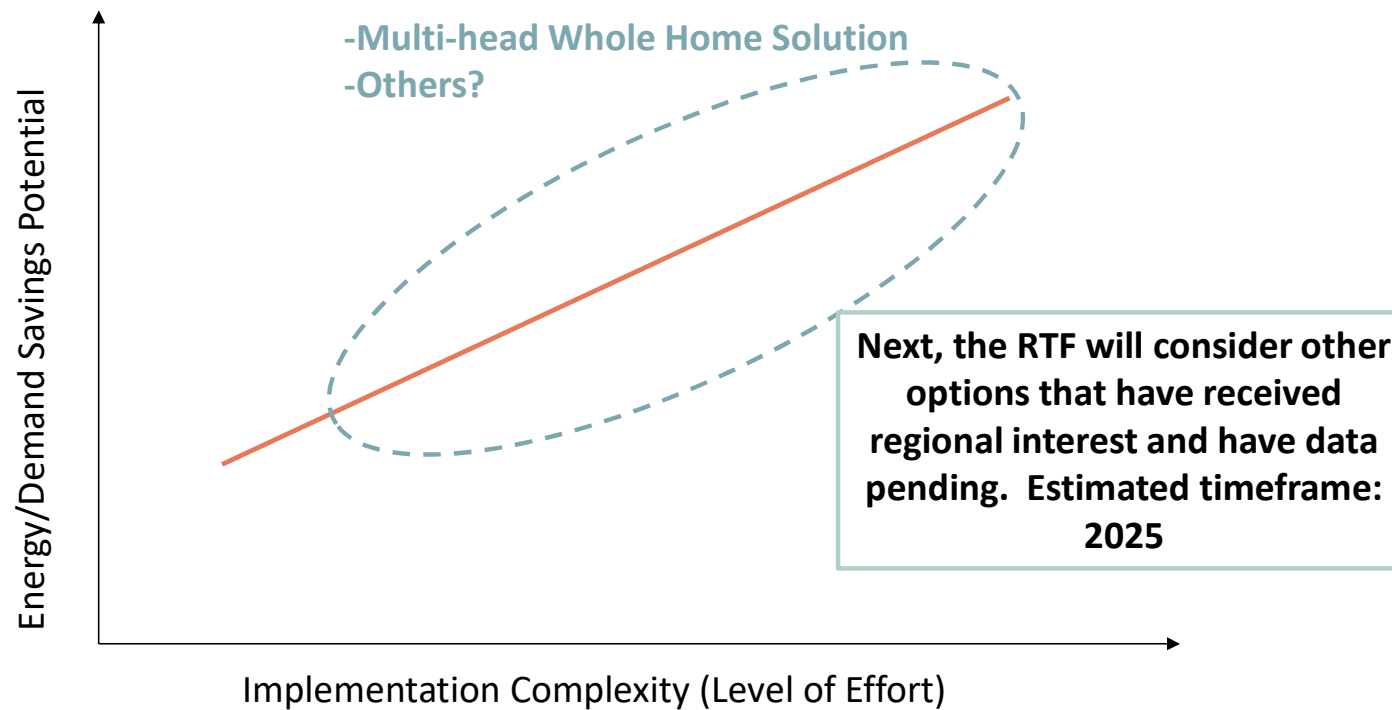 -Multi-head Whole Home Solution
-Others?
Energy/Demand Savings Potential
Next, the RTF will consider other
options that have received
regional interest and have data
pending.  Estimated timeframe:
2025
Implementation Complexity (Level of Effort)